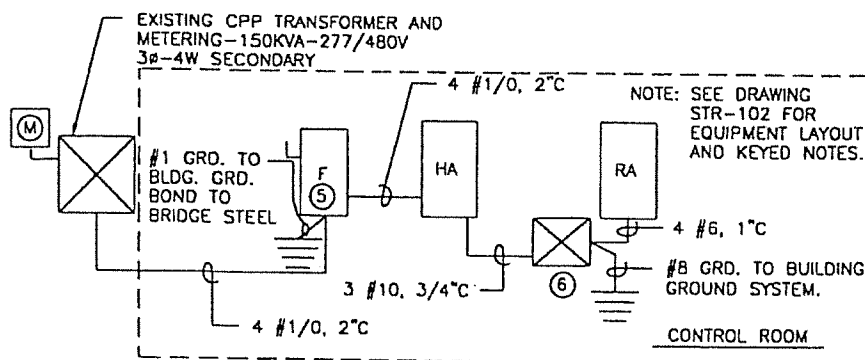 EXISTING CPP TRANSFORMER AND
METERING-150KVA-277/480V
3ø-4W SECONDARY
4 #1/0, 2"C
NOTE: SEE DRAWING
STR-102 FOR
EQUIPMENT LAYOUT
AND KEYED NOTES.
M
#1 GRD. TO
BLDG. GRD.
BOND TO
BRIDGE STEEL
F
5
HA
RA
4 #6, 1"C
3 #10, 3/4"C
6
#8 GRD. TO BUILDING
GROUND SYSTEM.
4 #1/0, 2"C
CONTROL ROOM